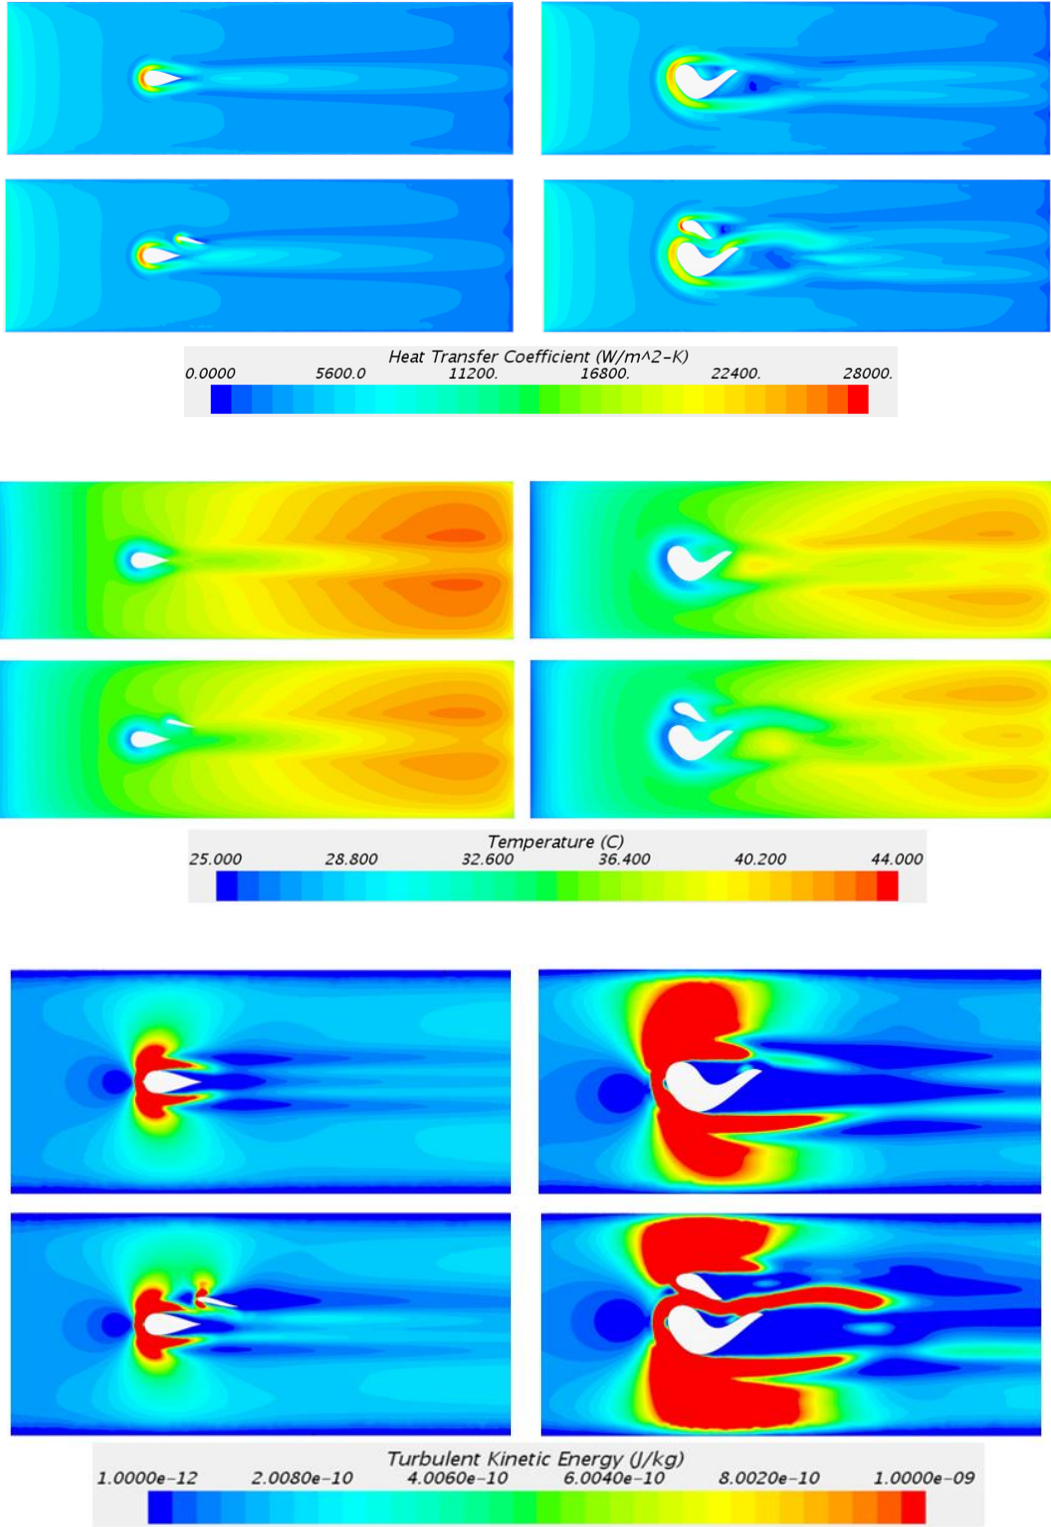 Heat Transfer Coefficient (W/m^2-K)
0.0000 5600.0 11200. 16800. 22400. 28000.
Temperature (C)
25.000 28.800 32.600 36.400 40.200 44.000
Turbulent Kinetic Energy (J/kg)
1.0000e-12 2.0080e-10 4.0060e-10 6.0040e-10 8.0020e-10 1.0000e-09